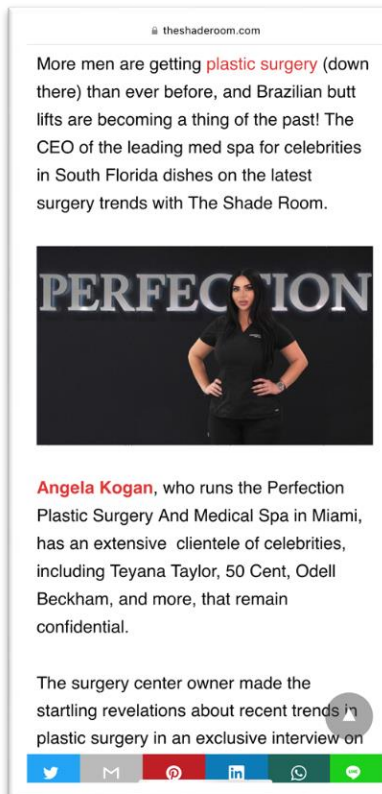 theshaderoom.com
More men are getting plastic surgery (down
there) than ever before, and Brazilian butt
lifts are becoming a thing of the past! The
CEO of the leading med spa for celebrities
in South Florida dishes on the latest
surgery trends with The Shade Room.
PERFECTION
Angela Kogan, who runs the Perfection
Plastic Surgery And Medical Spa in Miami,
has an extensive clientele of celebrities,
including Teyana Taylor, 50 Cent, Odell
Beckham, and more, that remain
confidential.
The surgery center owner made the
startling revelations about recent trends in
plastic surgery in an exclusive interview on